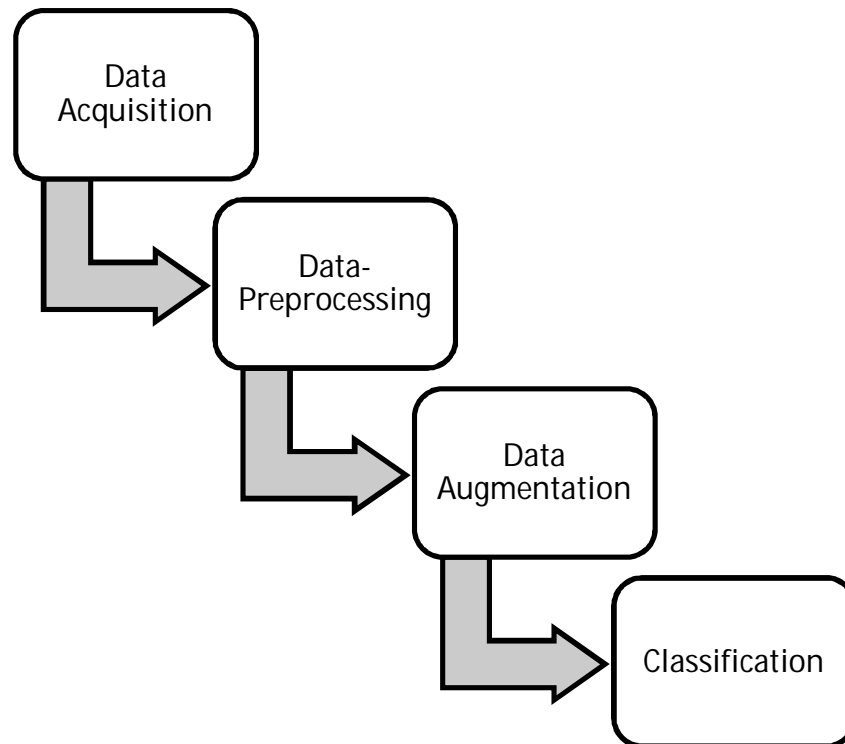 Data
Acquisition
Data-
Preprocessing
Data
Augmentation
Classification